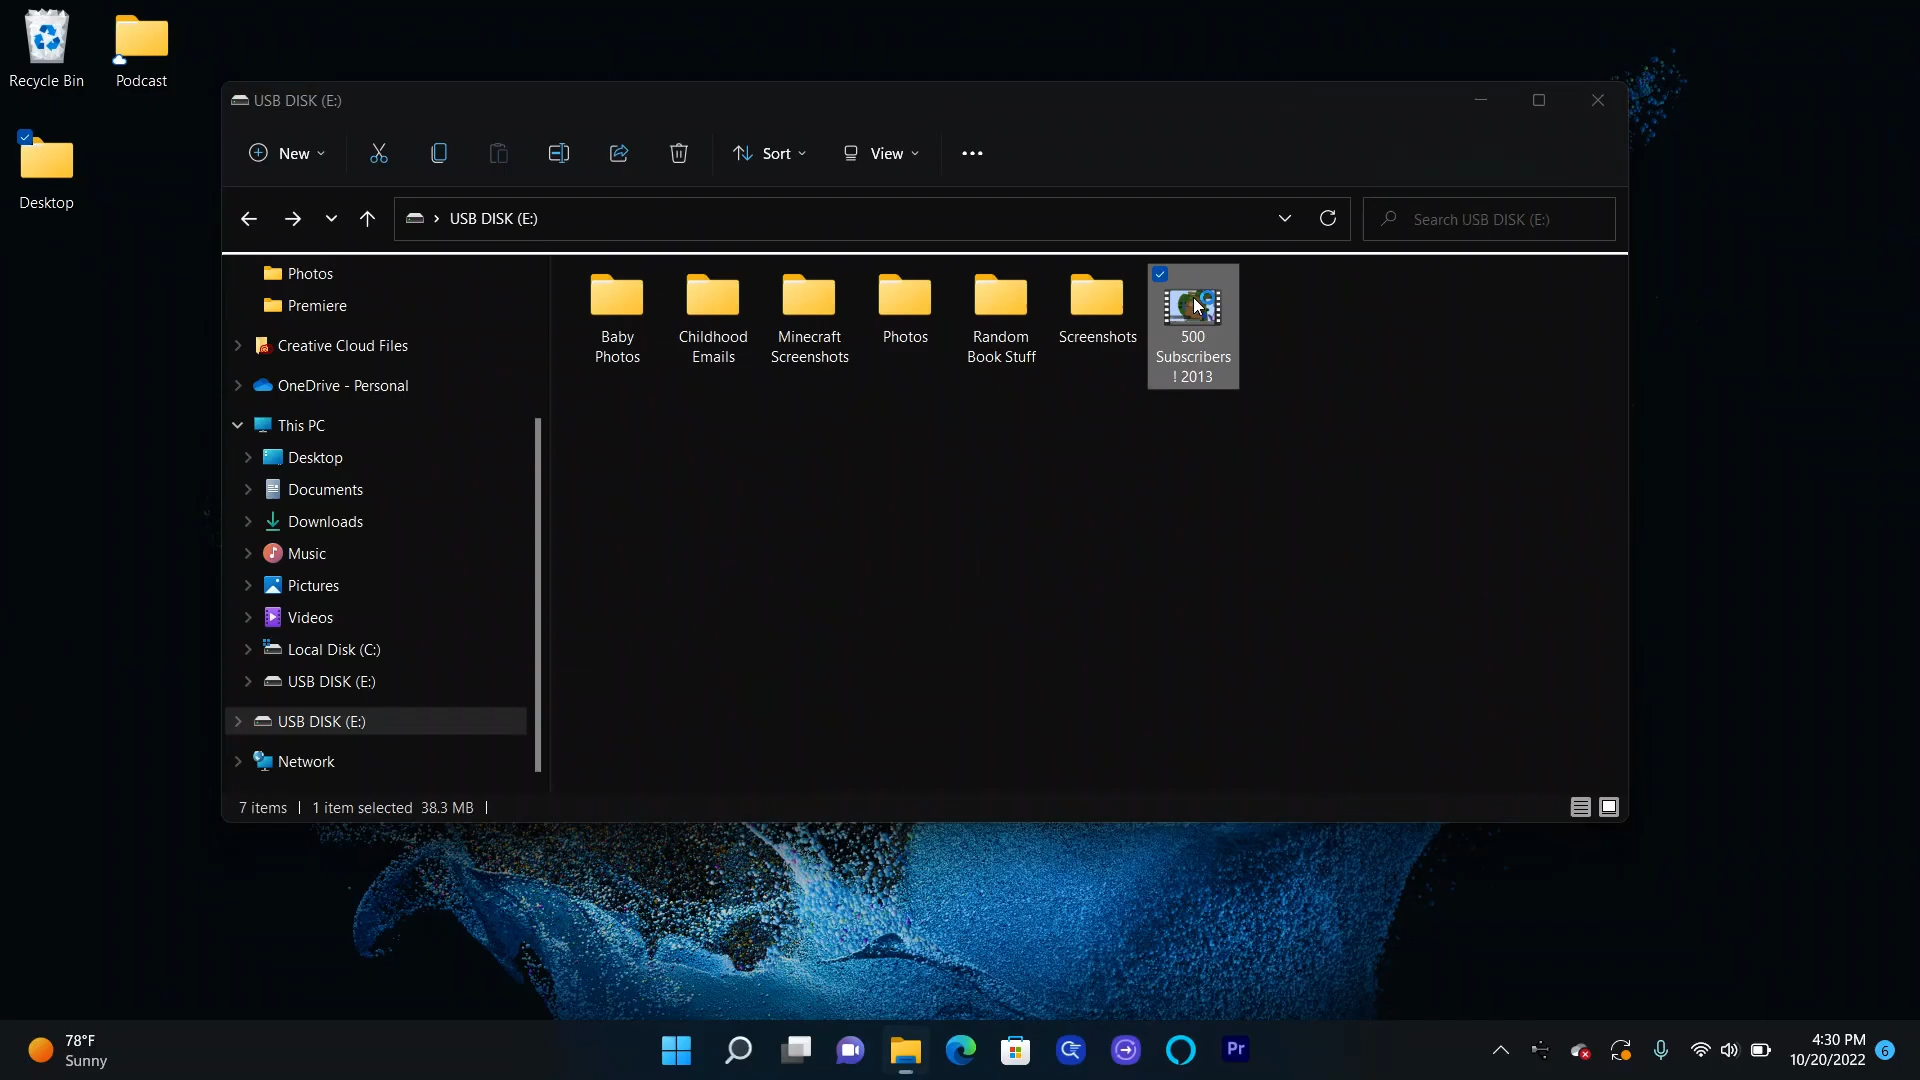 Recycle Bin
Podcast
Desktop
USB DISK (E:)
New
Sort
View
USB DISK (E:)
Search USB DISK (E:)
Photos
Premiere
Creative Cloud Files
OneDrive - Personal
This PC
Desktop
Documents
Downloads
Music
Pictures
Videos
Local Disk (C:)
USB DISK (E:)
USB DISK (E:)
Network
Baby
Photos
Childhood
Emails
Minecraft
Screenshots
Photos
Random
Book Stuff
Screenshots
500
Subscribers
! 2013
7 items
1 item selected 38.3 MB
78°F
Sunny
Pr
4:30 PM
10/20/2022
6